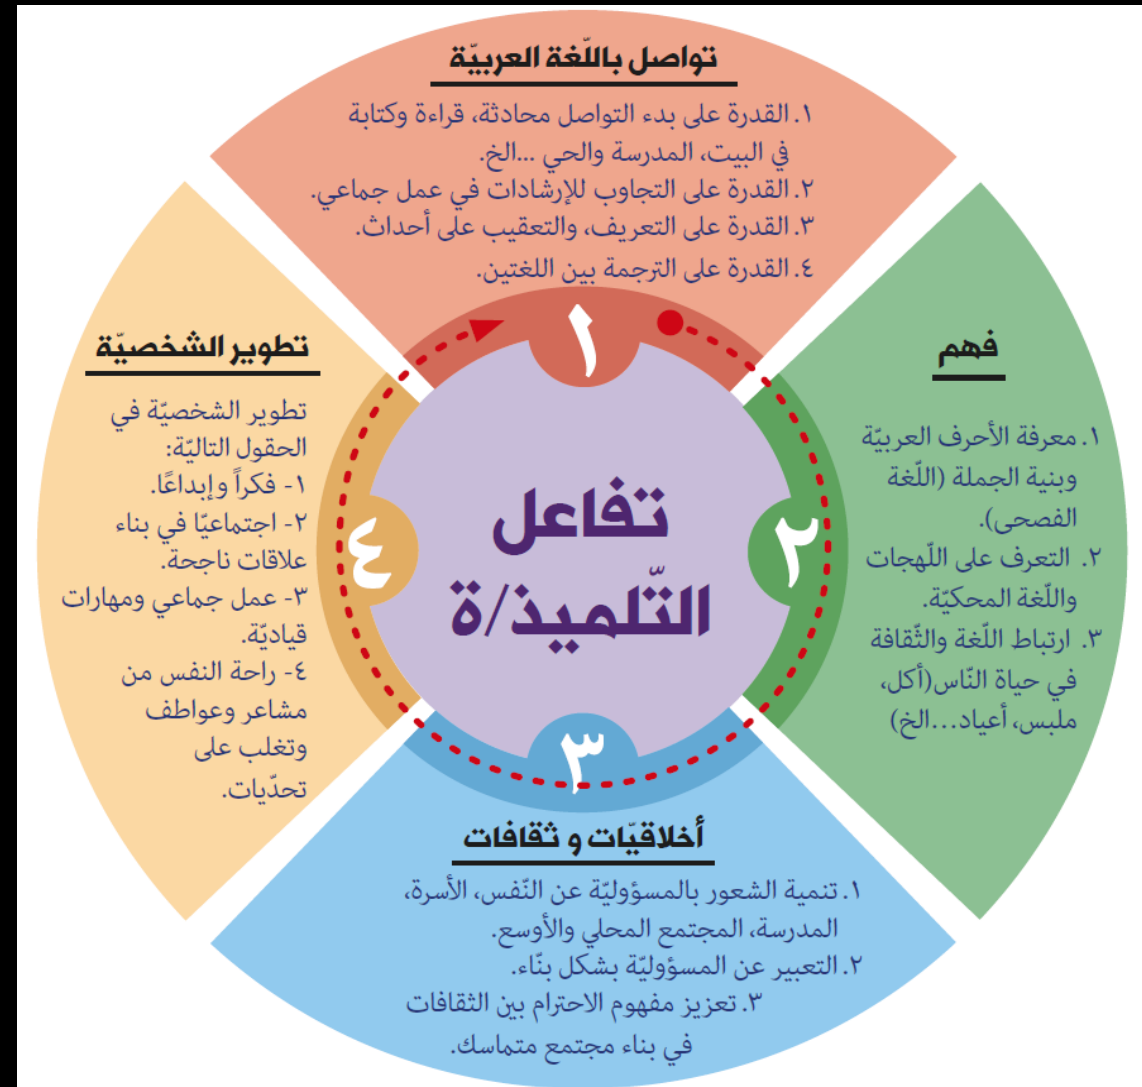 تواصل باللّغة العربيّة
١. القدرة على بدء التواصل محادثة، قراءة وكتابة
في البيت، المدرسة والحي ...الخ.
٢. القدرة على التجاوب للإرشادات في عمل جماعي.
٣. القدرة على التعريف، والتعقيب على أحداث.
٤. القدرة على الترجمة بين اللغتين.
١
فهم
١. معرفة الأحرف العربيّة
وبنية الجملة (اللّغة
الفصحى).
٢. التعرف على اللّهجات
واللّغة المحكيّة.
٣. ارتباط اللّغة والثّقافة
في حياة النّاس(أكل،
ملبس، أعياد...الخ)
٢
أخلاقيّات و ثقافات
١. تنمية الشعور بالمسؤوليّة عن النّفس، الأسرة،
المدرسة، المجتمع المحلي والأوسع.
٢. التعبير عن المسؤوليّة بشكل بنّاء.
٣. تعزيز مفهوم الاحترام بين الثقافات
في بناء مجتمع متماسك.
٣
تطوير الشخصيّة
تطوير الشخصيّة في
الحقول التاليّة:
١- فكراً وإبداعًا.
٢- اجتماعيّا في بناء
علاقات ناجحة.
٣- عمل جماعي ومهارات
قياديّة.
٤- راحة النفس من
مشاعر وعواطف
وتغلب على
تحدّيات.
٤
تفاعل
التّلميذ/ة